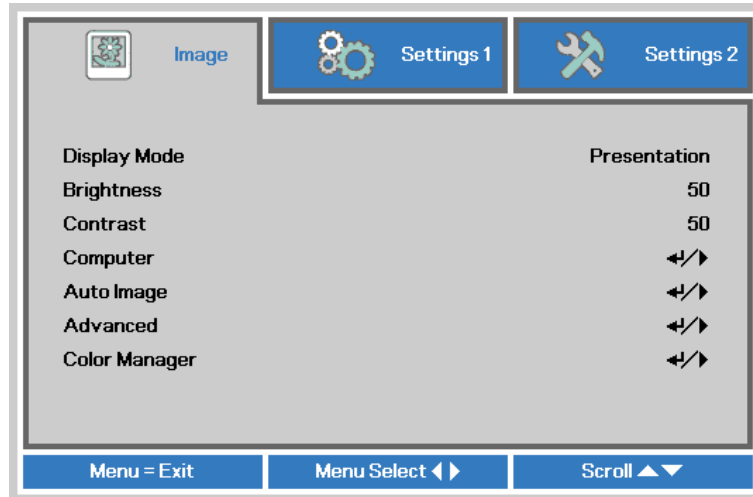 Image Settings 1 Settings 2
Display Mode Presentation
Brightness 50
Contrast 50
Computer ↵/▶
Auto Image ↵/▶
Advanced ↵/▶
Color Manager ↵/▶
Menu = Exit Menu Select ◀ ▶ Scroll ▲ ▼